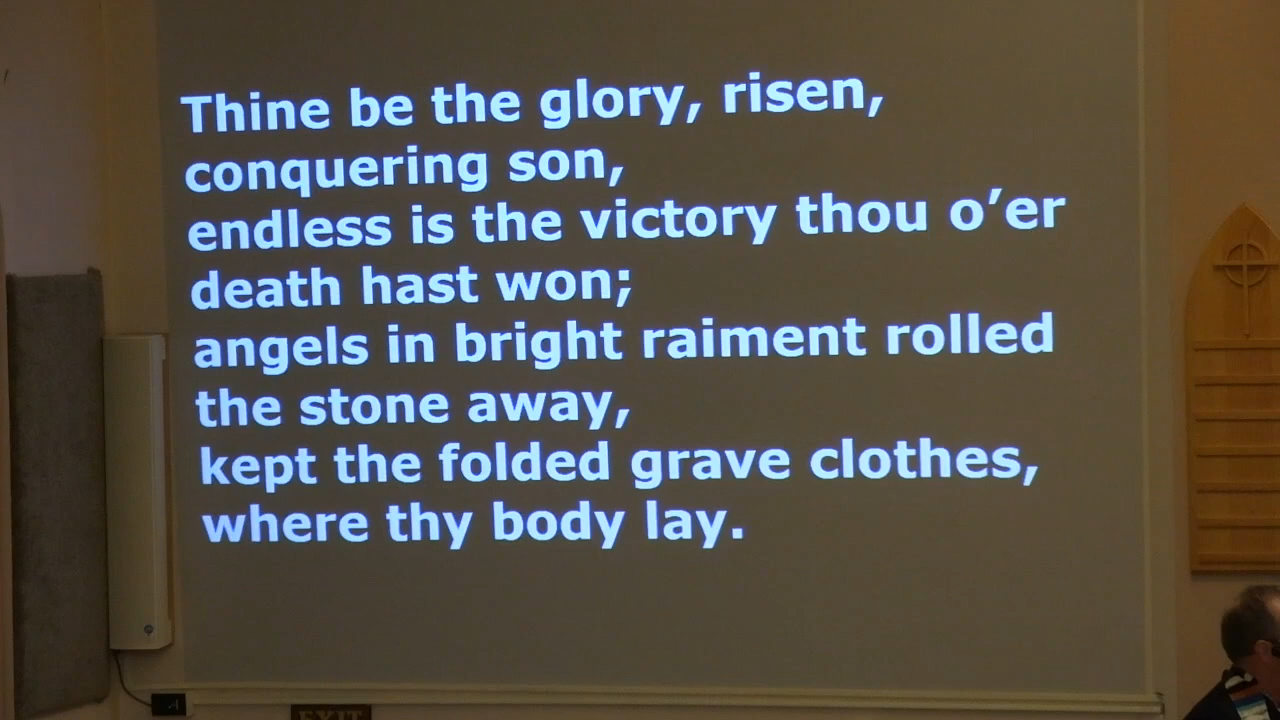 Thine be the glory, risen,
conquering son,
endless is the victory thou o’er
death hast won;
angels in bright raiment rolled
the stone away,
kept the folded grave clothes,
where thy body lay.
EXIT